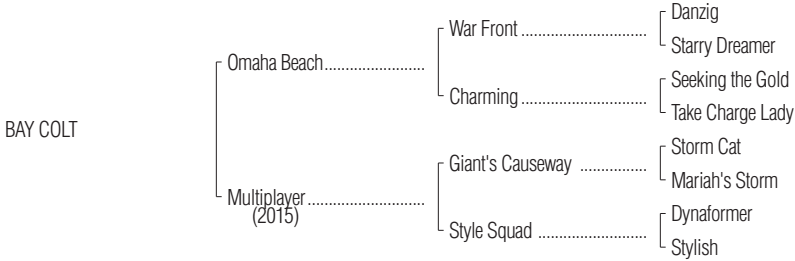 Danzig
War Front ..............................
Starry Dreamer
Omaha Beach........................
Seeking the Gold
Charming ..............................
Take Charge Lady
BAY COLT
Storm Cat
Giant's Causeway ................
Mariah's Storm
Multiplayer ............................
(2015)
Dynaformer
Style Squad ..........................
Stylish